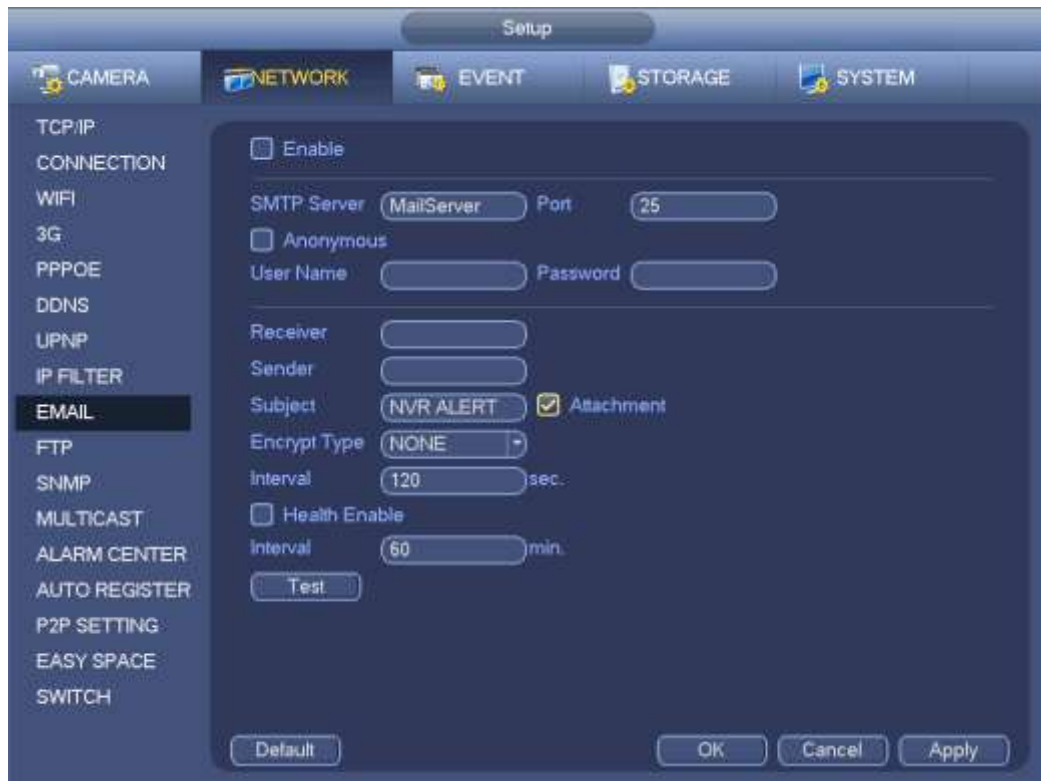 Setup
CAMERA NETWORK EVENT STORAGE SYSTEM
TCP/IP
CONNECTION
WIFI
3G
PPPOE
DDNS
UPNP
IP FILTER
EMAIL
FTP
SNMP
MULTICAST
ALARM CENTER
AUTO REGISTER
P2P SETTING
EASY SPACE
SWITCH
Enable
SMTP Server MailServer Port 25
Anonymous
User Name Password
Receiver
Sender
Subject NVR ALERT Attachment
Encrypt Type NONE
Interval 120 sec.
Health Enable
Interval 60 min.
Test
Default OK Cancel Apply